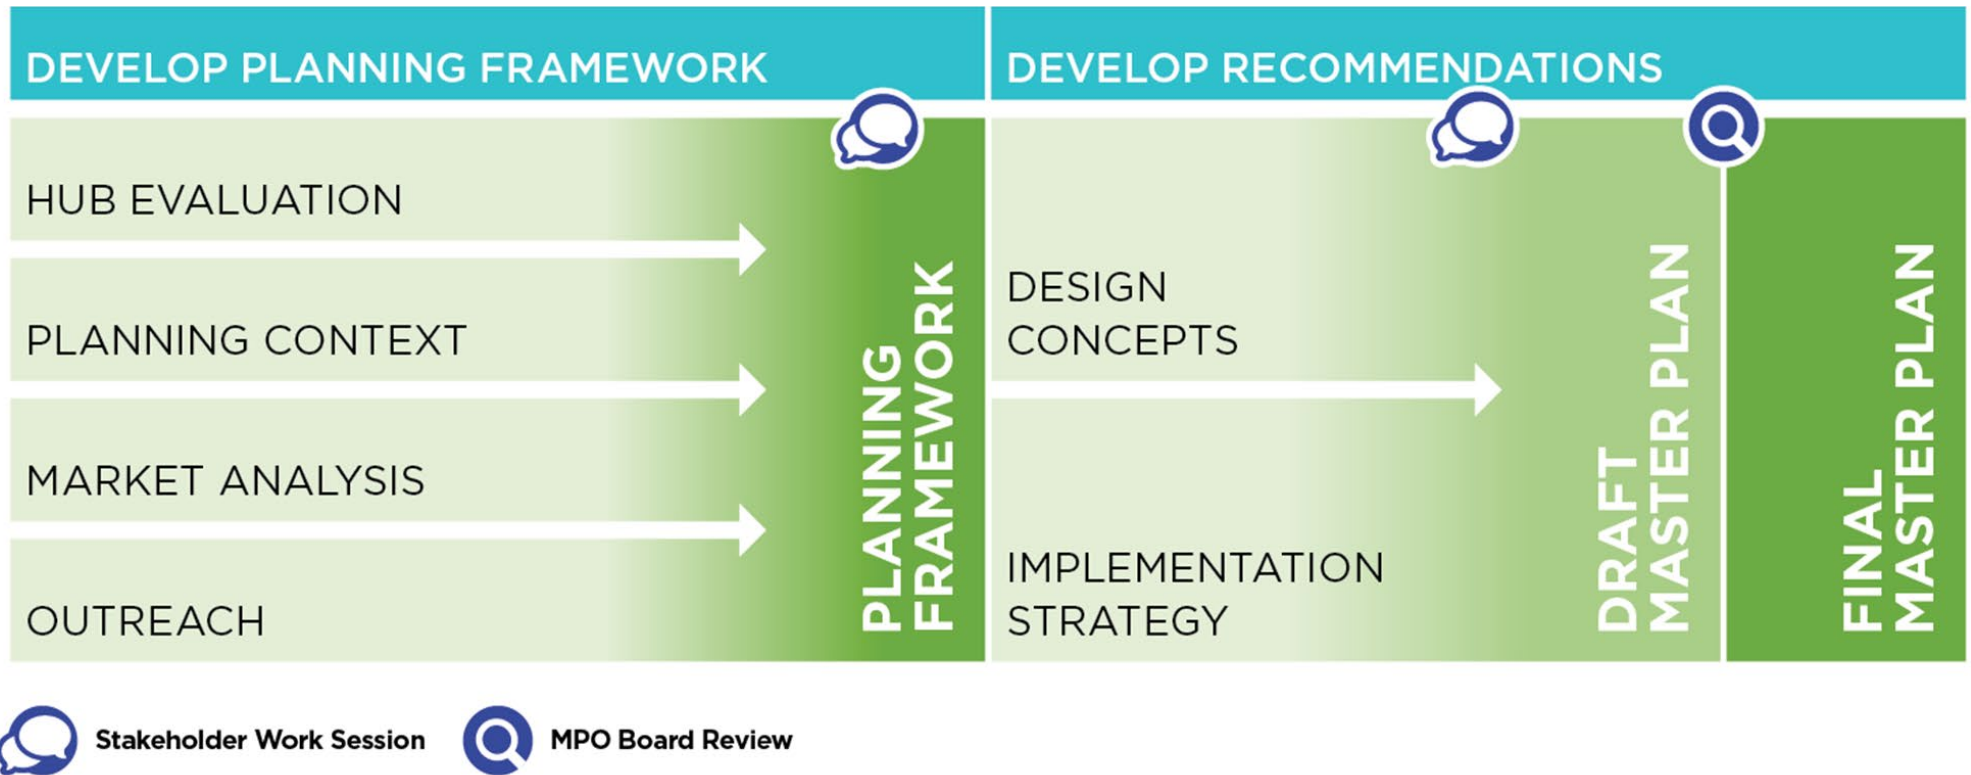 DEVELOP PLANNING FRAMEWORK
HUB EVALUATION
PLANNING CONTEXT
MARKET ANALYSIS
OUTREACH
PLANNING
FRAMEWORK
DEVELOP RECOMMENDATIONS
DESIGN
CONCEPTS
IMPLEMENTATION
STRATEGY
DRAFT
MASTER PLAN
FINAL
MASTER PLAN
Stakeholder Work Session
MPO Board Review